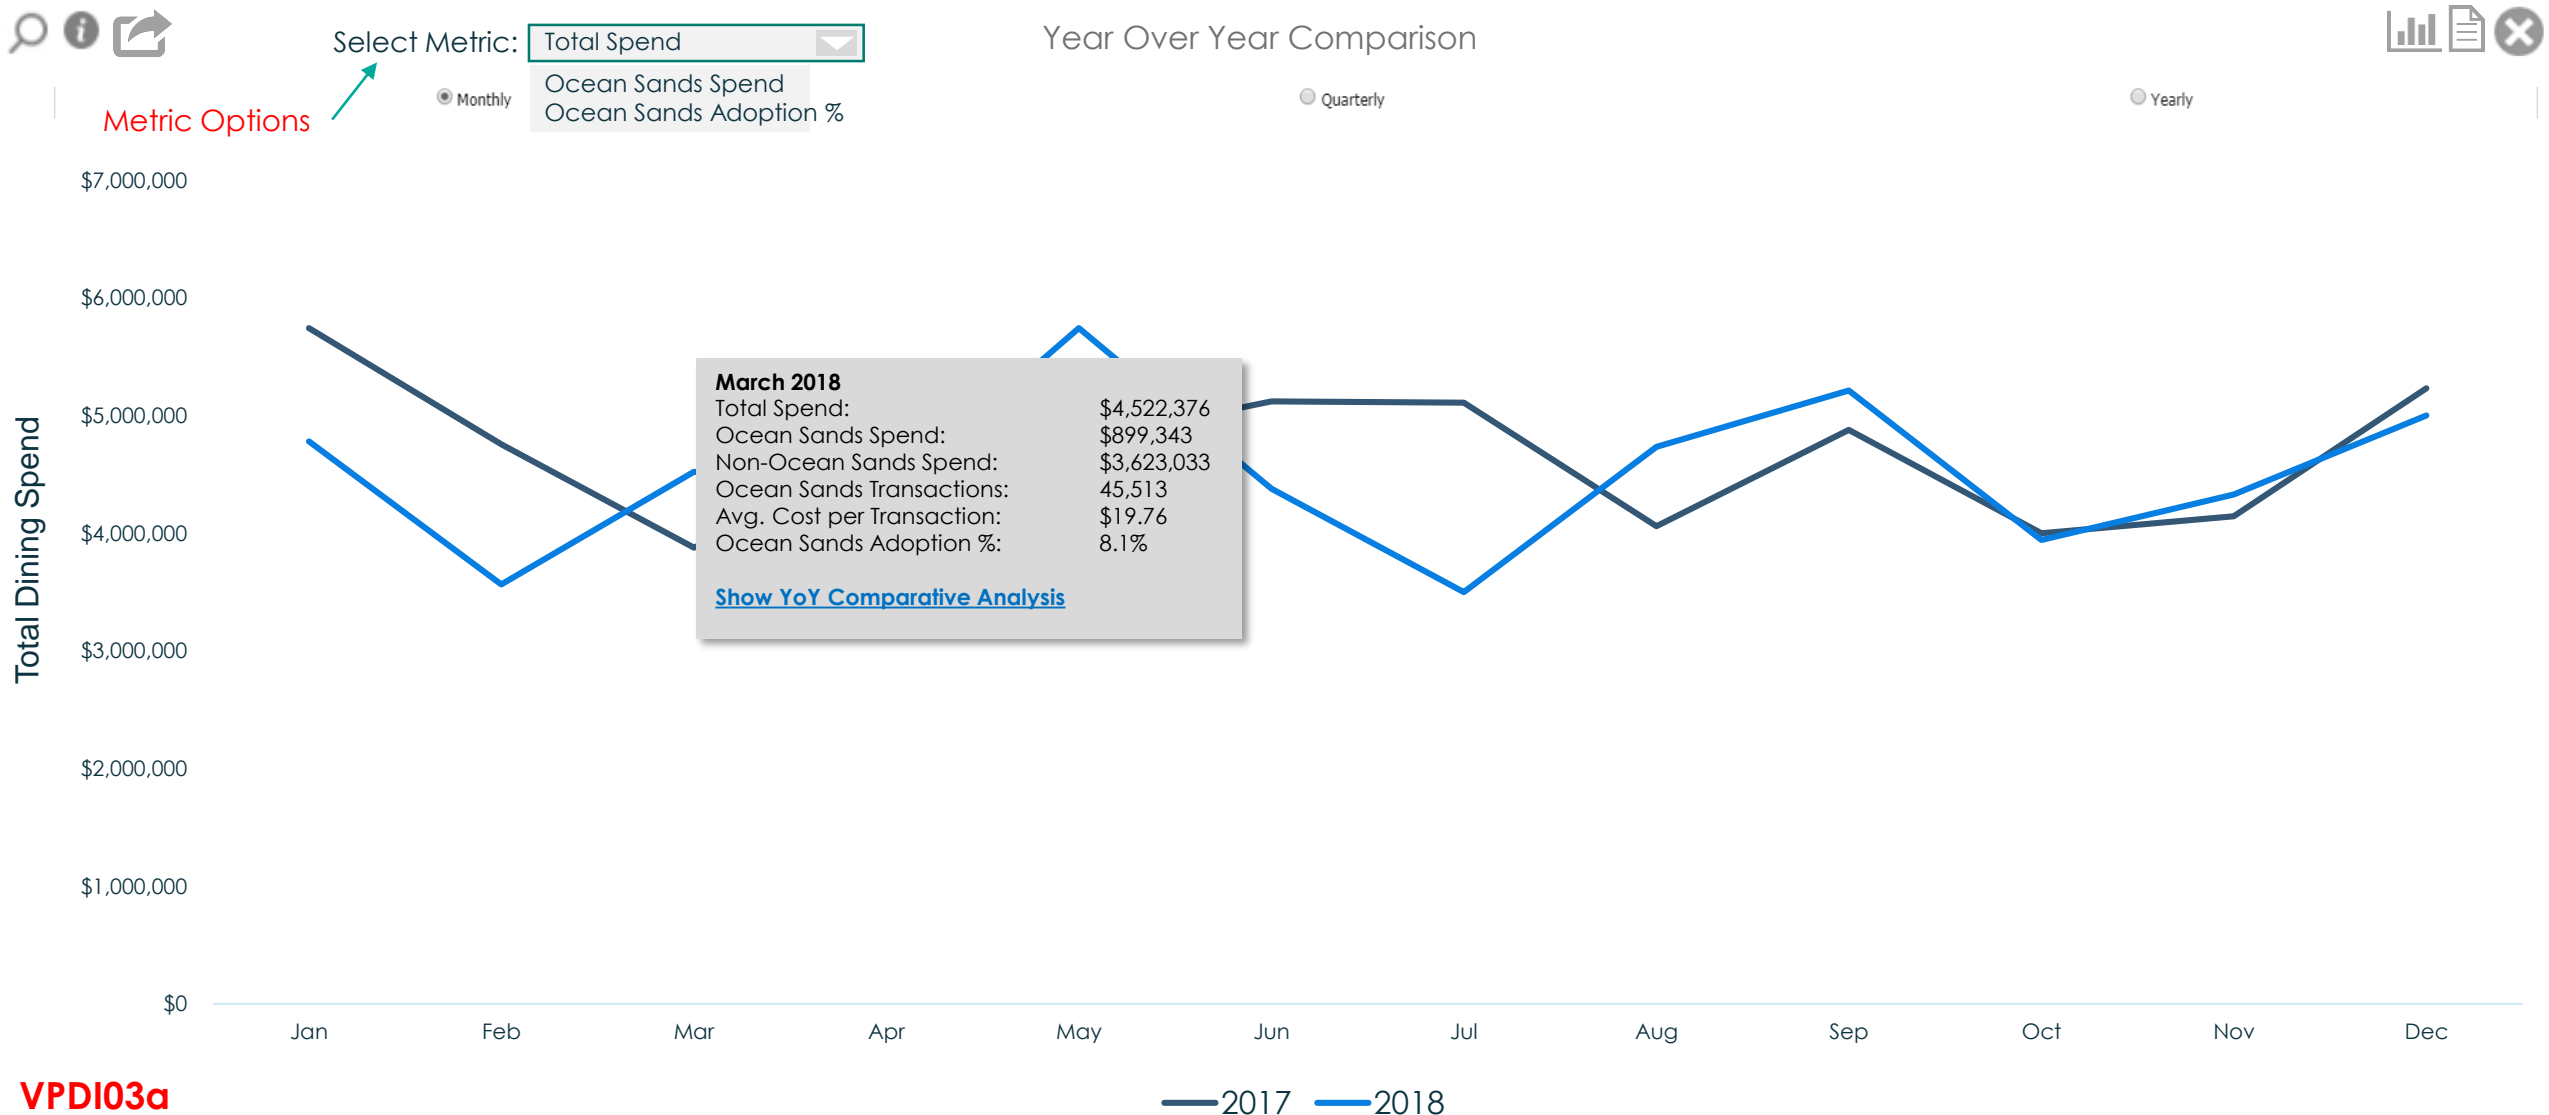 Select Metric: Total Spend
Year Over Year Comparison
Ocean Sands Spend
Ocean Sands Adoption %
Metric Options
Monthly
Quarterly
Yearly
$7,000,000
$6,000,000
$5,000,000
$4,000,000
$3,000,000
$2,000,000
$1,000,000
$0
Total Dining Spend
March 2018
Total Spend: $4,522,376
Ocean Sands Spend: $899,343
Non-Ocean Sands Spend: $3,623,033
Ocean Sands Transactions: 45,513
Avg. Cost per Transaction: $19.76
Ocean Sands Adoption %: 8.1%
Show YoY Comparative Analysis
Jan Feb Mar Apr May Jun Jul Aug Sep Oct Nov Dec
VPDI03a
2017 2018